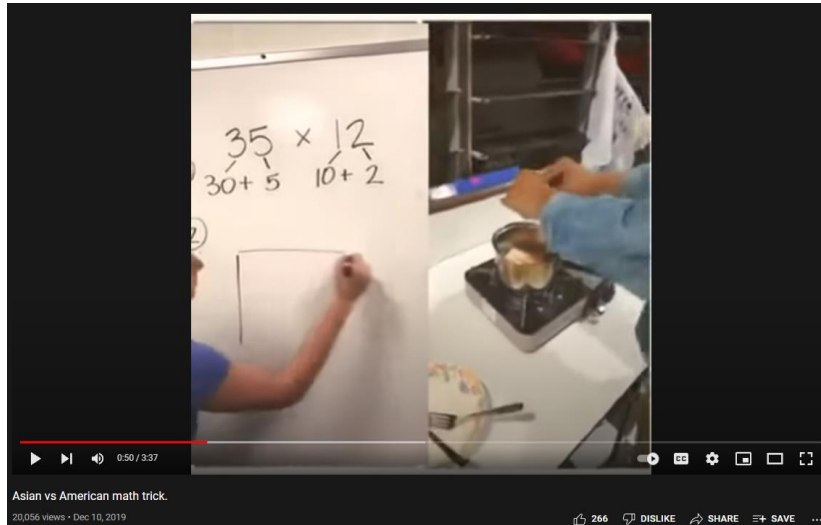 35 × 12
30+ 5 10+ 2
2
0:50 / 3:37
CC
Asian vs American math trick.
20,056 views • Dec 10, 2019
266 DISLIKE SHARE SAVE ...